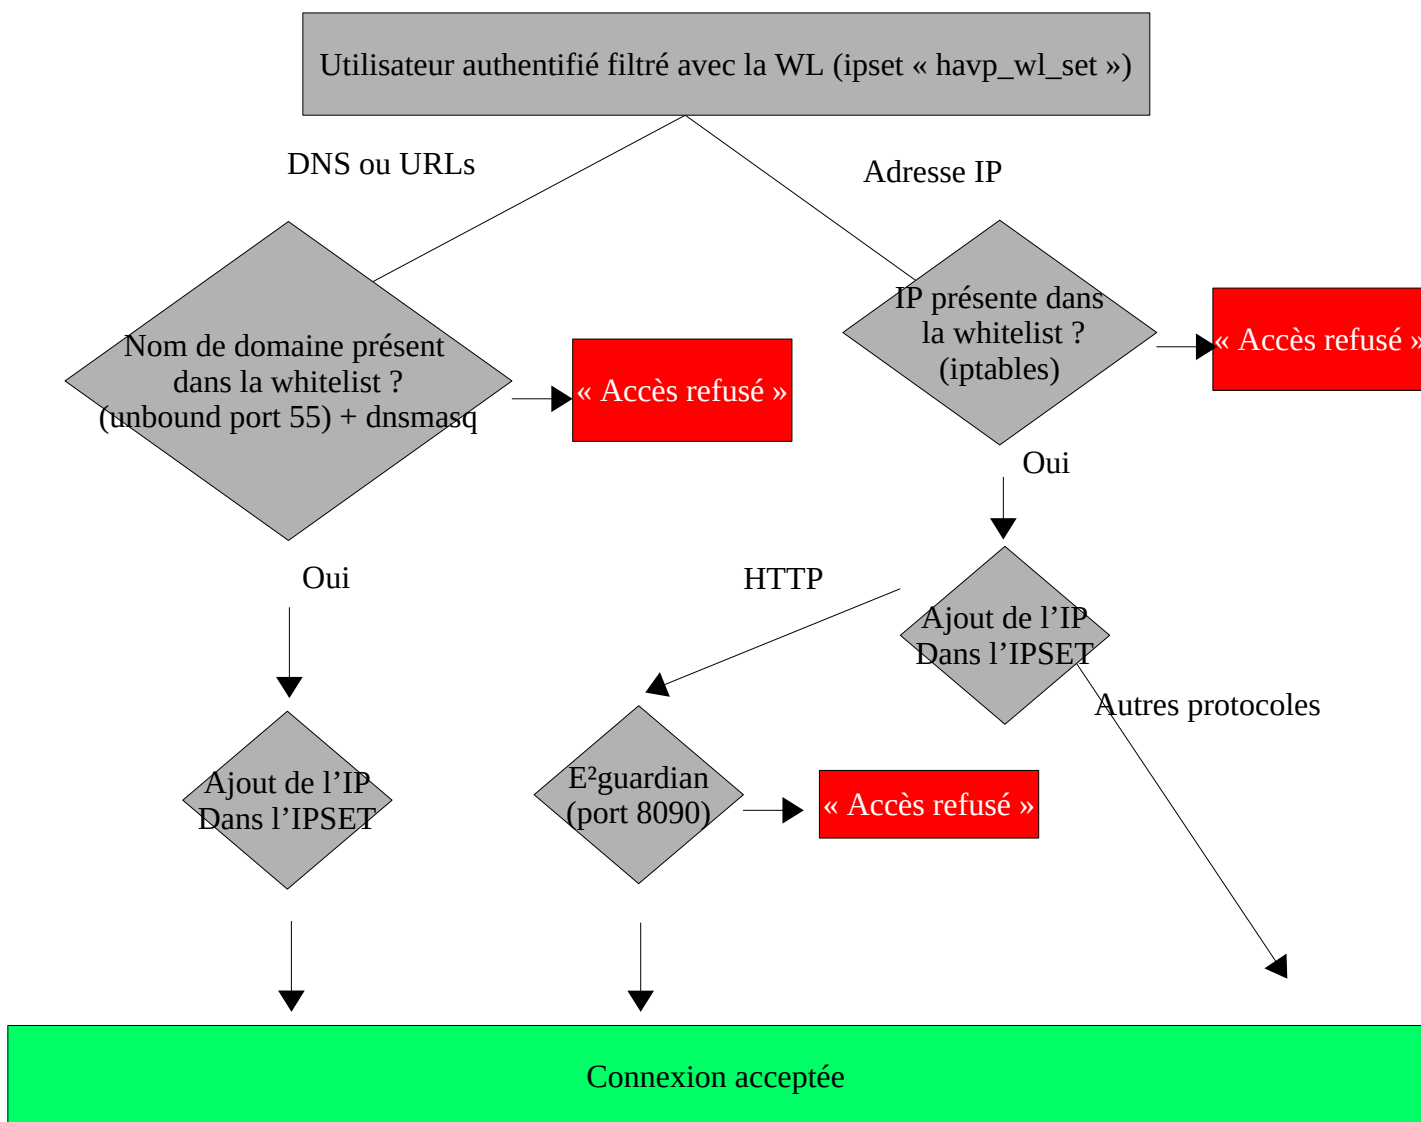 Utilisateur authentifié filtré avec la WL (ipset « havp_wl_set »)
DNS ou URLs
Adresse IP
Nom de domaine présent
dans la whitelist ?
(unbound port 55) + dnsmasq
« Accès refusé »
IP présente dans
la whitelist ?
(iptables)
« Accès refusé »
Oui
Oui
HTTP
Ajout de l’IP
Dans l’IPSET
Autres protocoles
Ajout de l’IP
Dans l’IPSET
E²guardian
(port 8090)
« Accès refusé »
Connexion acceptée